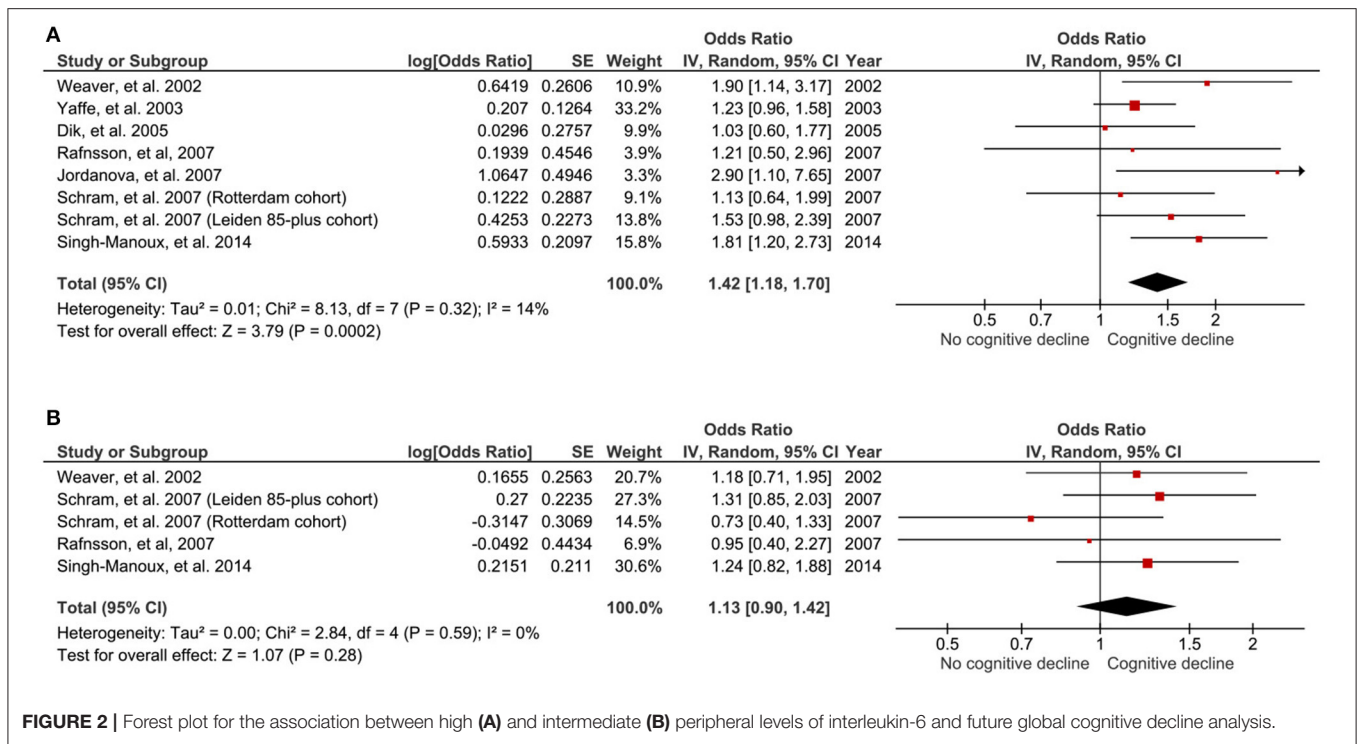 A
Odds Ratio Odds Ratio
Study or Subgroup log[Odds Ratio] SE Weight IV, Random, 95% CI Year IV, Random, 95% CI
Weaver, et al. 2002 0.6419 0.2606 10.9% 1.90 [1.14, 3.17] 2002
Yaffe, et al. 2003 0.207 0.1264 33.2% 1.23 [0.96, 1.58] 2003
Dik, et al. 2005 0.0296 0.2757 9.9% 1.03 [0.60, 1.77] 2005
Rafnsson, et al, 2007 0.1939 0.4546 3.9% 1.21 [0.50, 2.96] 2007
Jordanova, et al. 2007 1.0647 0.4946 3.3% 2.90 [1.10, 7.65] 2007
Schram, et al. 2007 (Rotterdam cohort) 0.1222 0.2887 9.1% 1.13 [0.64, 1.99] 2007
Schram, et al. 2007 (Leiden 85-plus cohort) 0.4253 0.2273 13.8% 1.53 [0.98, 2.39] 2007
Singh-Manoux, et al. 2014 0.5933 0.2097 15.8% 1.81 [1.20, 2.73] 2014
Total (95% CI) 100.0% 1.42 [1.18, 1.70]
Heterogeneity: Tau² = 0.01; Chi² = 8.13, df = 7 (P = 0.32); I² = 14%
Test for overall effect: Z = 3.79 (P = 0.0002)
0.5 0.7 1 1.5 2
No cognitive decline Cognitive decline
B
Odds Ratio Odds Ratio
Study or Subgroup log[Odds Ratio] SE Weight IV, Random, 95% CI Year IV, Random, 95% CI
Weaver, et al. 2002 0.1655 0.2563 20.7% 1.18 [0.71, 1.95] 2002
Schram, et al. 2007 (Leiden 85-plus cohort) 0.27 0.2235 27.3% 1.31 [0.85, 2.03] 2007
Schram, et al. 2007 (Rotterdam cohort) -0.3147 0.3069 14.5% 0.73 [0.40, 1.33] 2007
Rafnsson, et al, 2007 -0.0492 0.4434 6.9% 0.95 [0.40, 2.27] 2007
Singh-Manoux, et al. 2014 0.2151 0.211 30.6% 1.24 [0.82, 1.88] 2014
Total (95% CI) 100.0% 1.13 [0.90, 1.42]
Heterogeneity: Tau² = 0.00; Chi² = 2.84, df = 4 (P = 0.59); I² = 0%
Test for overall effect: Z = 1.07 (P = 0.28)
0.5 0.7 1 1.5 2
No cognitive decline Cognitive decline
FIGURE 2 | Forest plot for the association between high (A) and intermediate (B) peripheral levels of interleukin-6 and future global cognitive decline analysis.